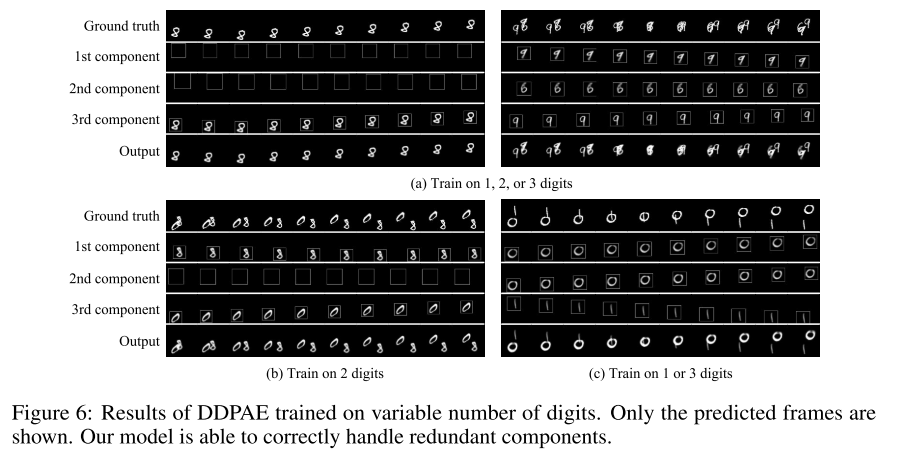 Ground truth
1st component
2nd component
3rd component
Output
(a) Train on 1, 2, or 3 digits
Ground truth
1st component
2nd component
3rd component
Output
(b) Train on 2 digits
(c) Train on 1 or 3 digits
Figure 6: Results of DDPAE trained on variable number of digits. Only the predicted frames are
shown. Our model is able to correctly handle redundant components.